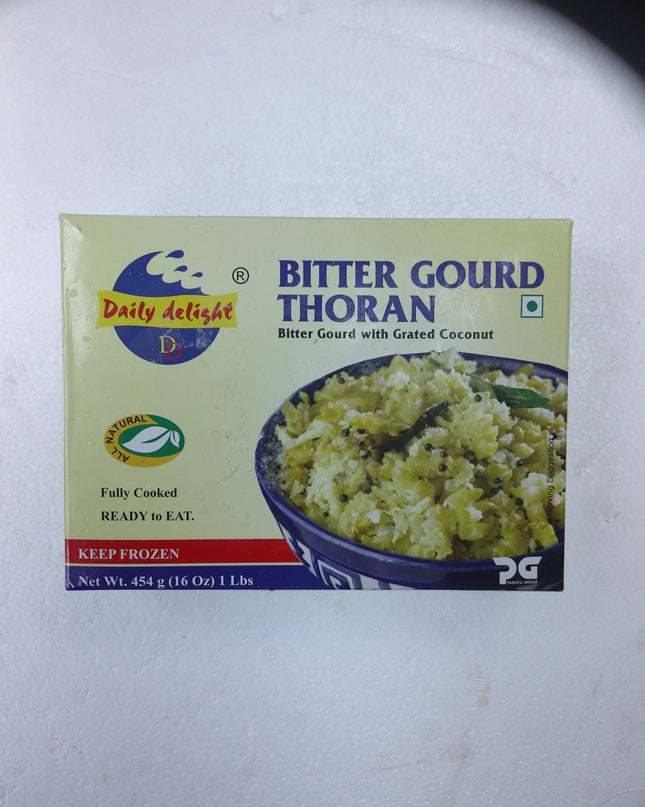 Daily delight
®
DD
BITTER GOURD
THORAN
Bitter Gourd with Grated Coconut
ALL NATURAL
Fully Cooked
READY to EAT.
KEEP FROZEN
Net Wt. 454 g (16 Oz) 1 Lbs
Serving Suggestion
PG
PARAYIL GROUP